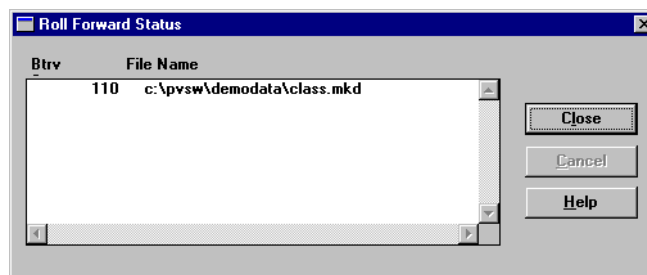 Roll Forward Status
Btrv File Name
110 c:\pvsw\demodata\class.mkd
Close
Cancel
Help